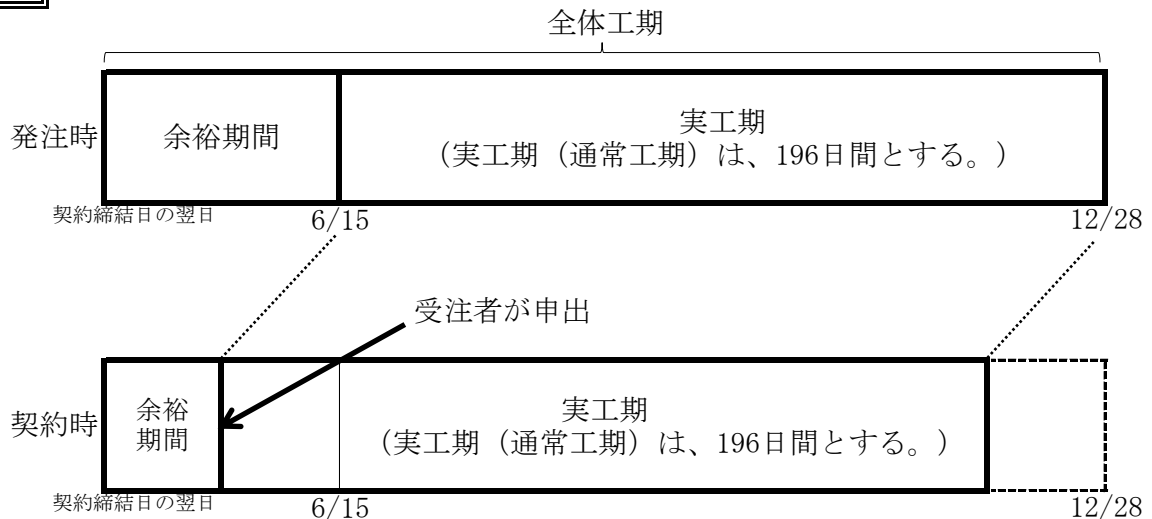 全体工期
発注時
余裕期間
実工期
(実工期（通常工期）は、196日間とする。)
契約締結日の翌日
6/15
12/28
受注者が申出
契約時
余裕
期間
実工期
(実工期（通常工期）は、196日間とする。)
契約締結日の翌日
6/15
12/28